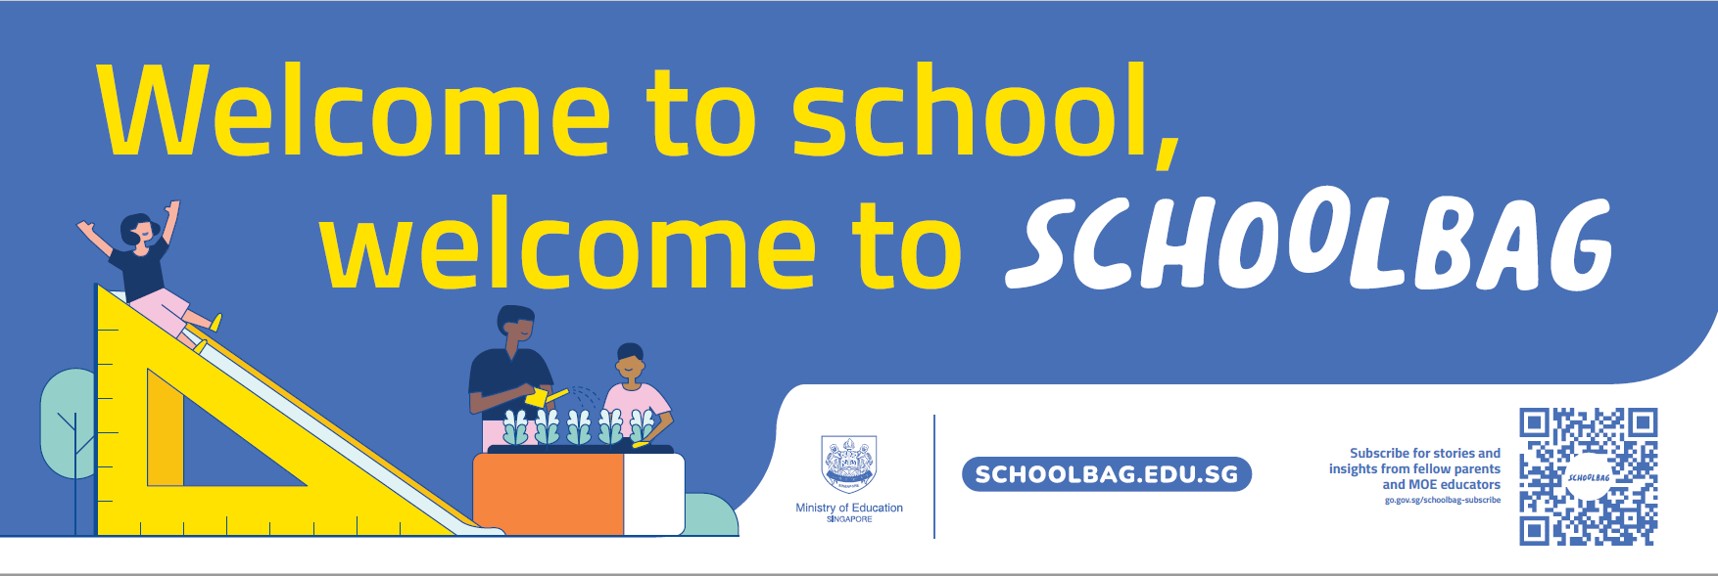 Welcome to school,
welcome to SCHOOLBAG
Ministry of Education
SINGAPORE
SCHOOLBAG.EDU.SG
Subscribe for stories and
insights from fellow parents
and MOE educators
go.gov.sg/schoolbag-subscribe
SCHOOLBAG